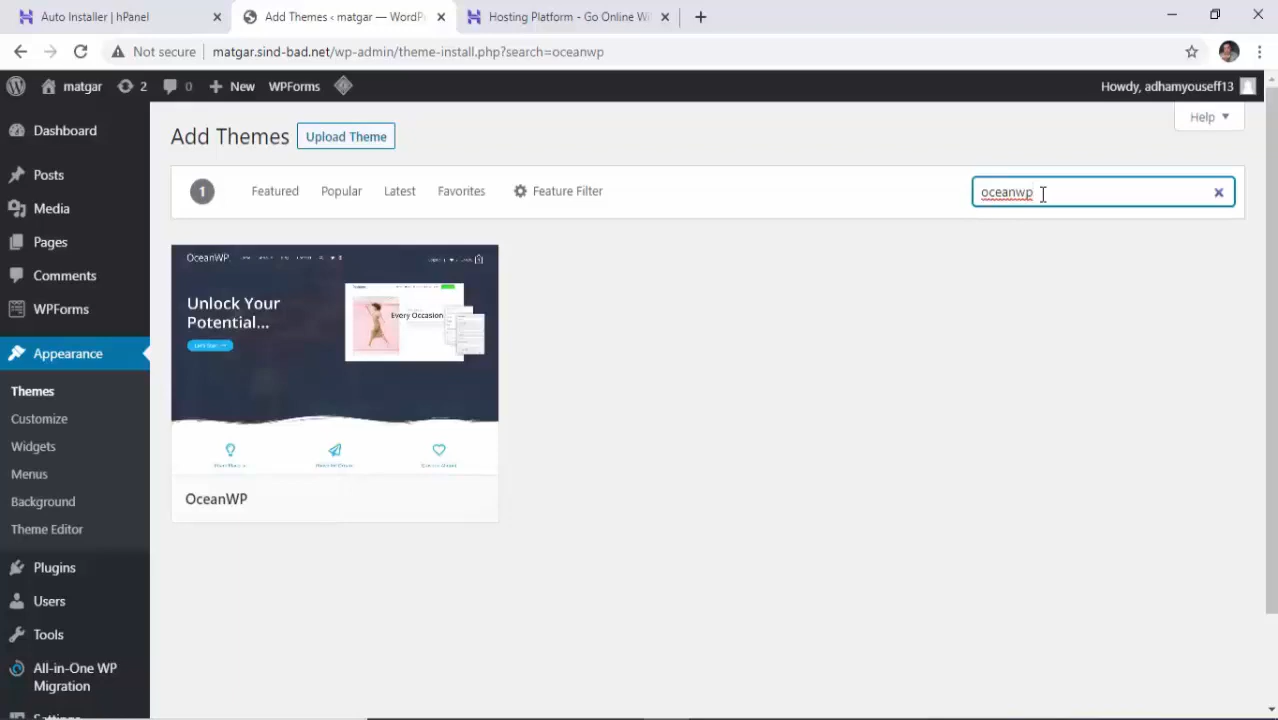 Auto Installer | hPanel
Add Themes ‹ matgar — WordP
Hosting Platform - Go Online Wi
Not secure
matgar.sind-bad.net/wp-admin/theme-install.php?search=oceanwp
matgar
2
0
New
WPForms
Howdy, adhamyouseff13
Dashboard
Posts
Media
Pages
Comments
WPForms
Appearance
Themes
Customize
Widgets
Menus
Background
Theme Editor
Plugins
Users
Tools
All-in-One WP
Migration
Settings
Help
Add Themes
Upload Theme
1
Featured
Popular
Latest
Favorites
Feature Filter
oceanwp
OceanWP
Unlock Your
Potential...
Every Occasion
OceanWP